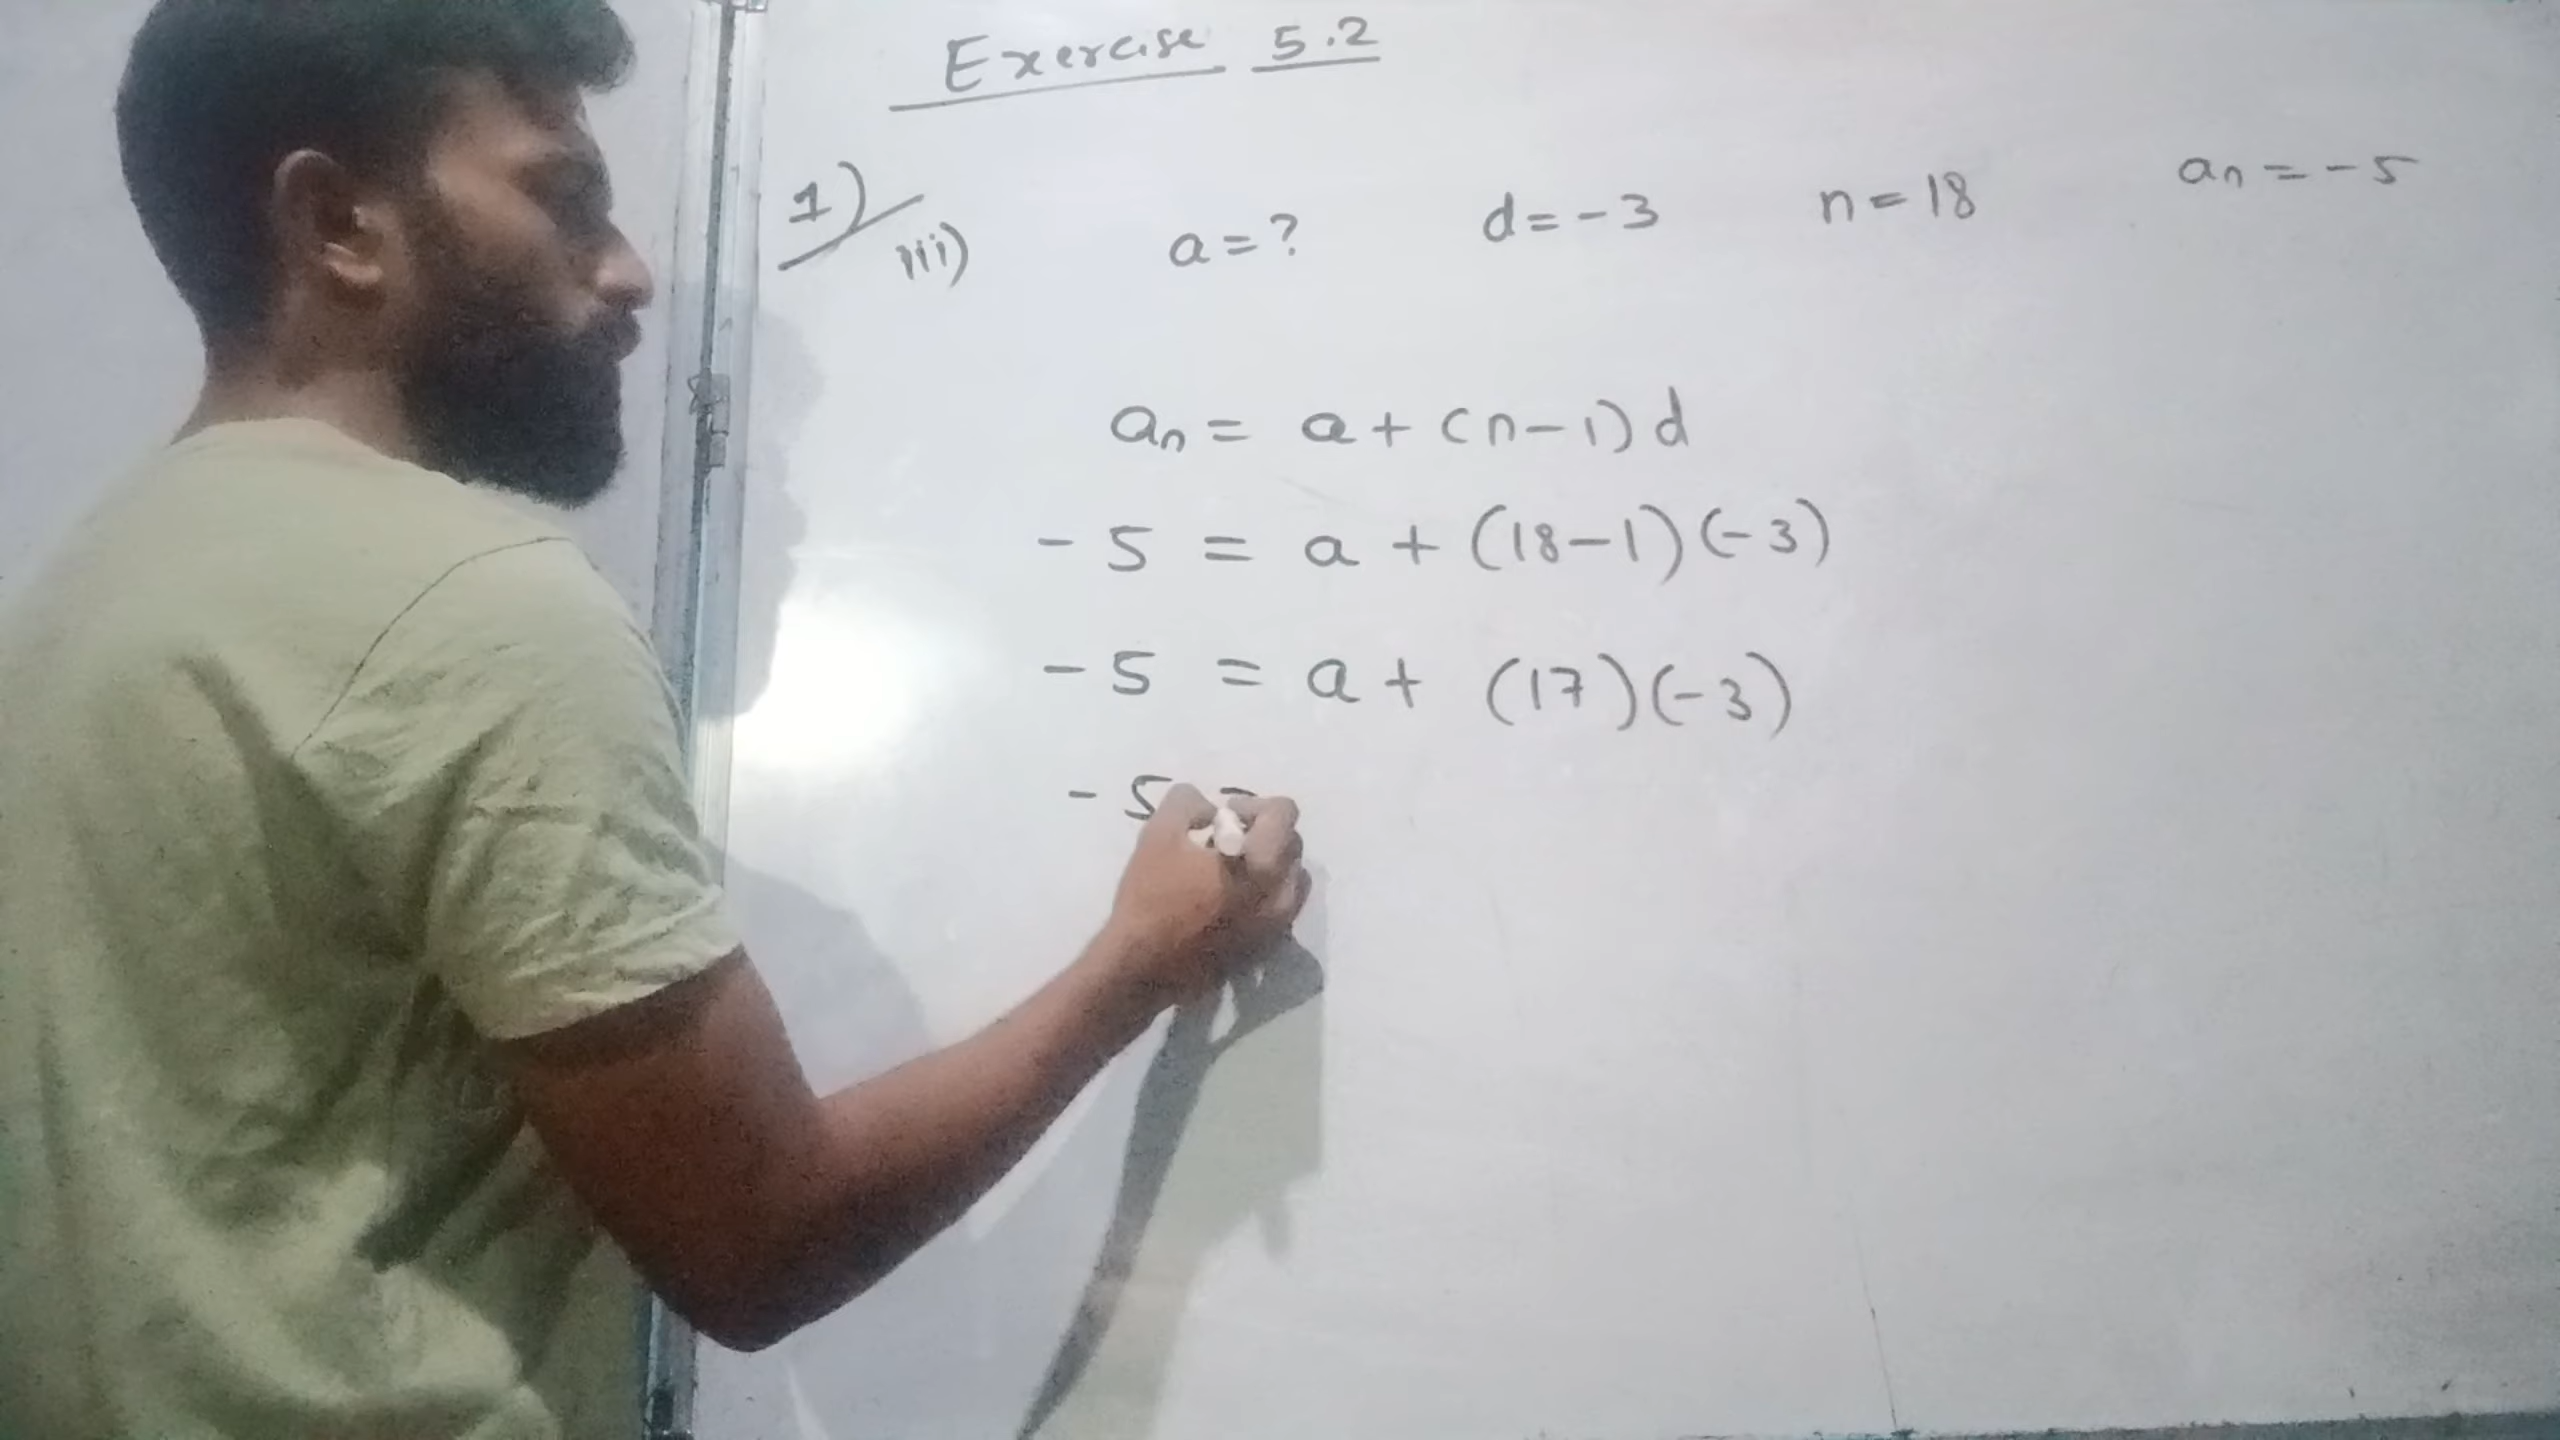 Exercise 5.2
1) iii) a = ? d = -3 n = 18 an = -5
an = a + (n-1) d
-5 = a + (18-1) (-3)
-5 = a + (17) (-3)
-5 =